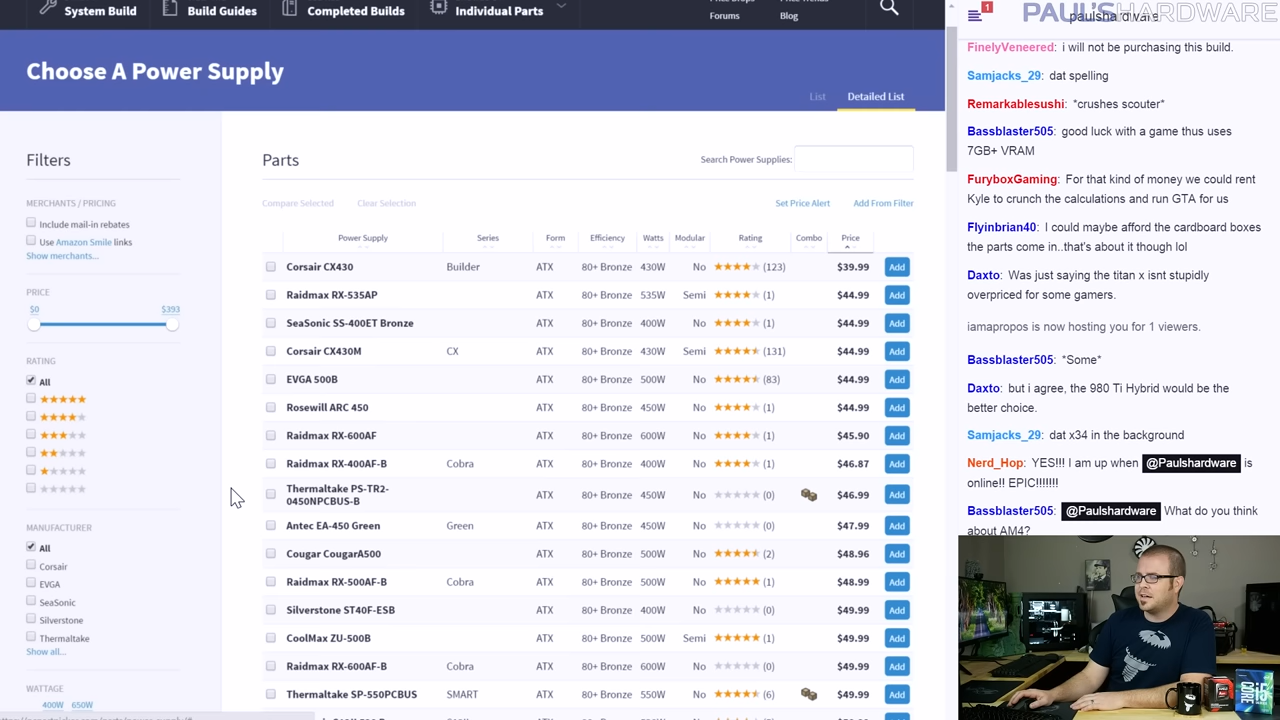 System Build Build Guides Completed Builds Individual Parts
Forums Blog
Choose A Power Supply
List Detailed List
Filters
MERCHANTS / PRICING
Include mail-in rebates
Use Amazon Smile links
Show merchants...
PRICE
$0 $393
RATING
All
MANUFACTURER
All
Corsair
EVGA
SeaSonic
Silverstone
Thermaltake
Show all...
WATTAGE
400W 650W
Parts
Search Power Supplies:
Compare Selected Clear Selection Set Price Alert Add From Filter
Power Supply Series Form Efficiency Watts Modular Rating Combo Price
Corsair CX430 Builder ATX 80+ Bronze 430W No (123) $39.99 Add
Raidmax RX-535AP ATX 80+ Bronze 535W Semi (1) $44.99 Add
SeaSonic SS-400ET Bronze ATX 80+ Bronze 400W No (1) $44.99 Add
Corsair CX430M CX ATX 80+ Bronze 430W Semi (131) $44.99 Add
EVGA 500B ATX 80+ Bronze 500W No (83) $44.99 Add
Rosewill ARC 450 ATX 80+ Bronze 450W No (1) $44.99 Add
Raidmax RX-600AF ATX 80+ Bronze 600W No (1) $45.90 Add
Raidmax RX-400AF-B Cobra ATX 80+ Bronze 400W No (1) $46.87 Add
Thermaltake PS-TR2-
0450NPCBUS-B ATX 80+ Bronze 450W No (0) $46.99 Add
Antec EA-450 Green Green ATX 80+ Bronze 450W No (0) $47.99 Add
Cougar CougarA500 ATX 80+ Bronze 500W No (2) $48.96 Add
Raidmax RX-500AF-B Cobra ATX 80+ Bronze 500W No (1) $48.99 Add
Silverstone ST40F-ESB ATX 80+ Bronze 400W No (0) $49.99 Add
CoolMax ZU-500B ATX 80+ Bronze 500W Semi (1) $49.99 Add
Raidmax RX-600AF-B Cobra ATX 80+ Bronze 600W No (0) $49.99 Add
Thermaltake SP-550PCBUS SMART ATX 80+ Bronze 550W No (6) $49.99 Add
1
PAUL'S HARDWARE
paulshardware
FinelyVeneered: i will not be purchasing this build.
Samjacks_29: dat spelling
Remarkablesushi: *crushes scouter*
Bassblaster505: good luck with a game thus uses
7GB+ VRAM
FuryboxGaming: For that kind of money we could rent
Kyle to crunch the calculations and run GTA for us
Flyinbrian40: I could maybe afford the cardboard boxes
the parts come in..that's about it though lol
Daxto: Was just saying the titan x isnt stupidly
overpriced for some gamers.
iamapropos is now hosting you for 1 viewers.
Bassblaster505: *Some*
Daxto: but i agree, the 980 Ti Hybrid would be the
better choice.
Samjacks_29: dat x34 in the background
Nerd_Hop: YES!!! I am up when @Paulshardware is
online!! EPIC!!!!!!!
Bassblaster505: @Paulshardware What do you think
about AM4?